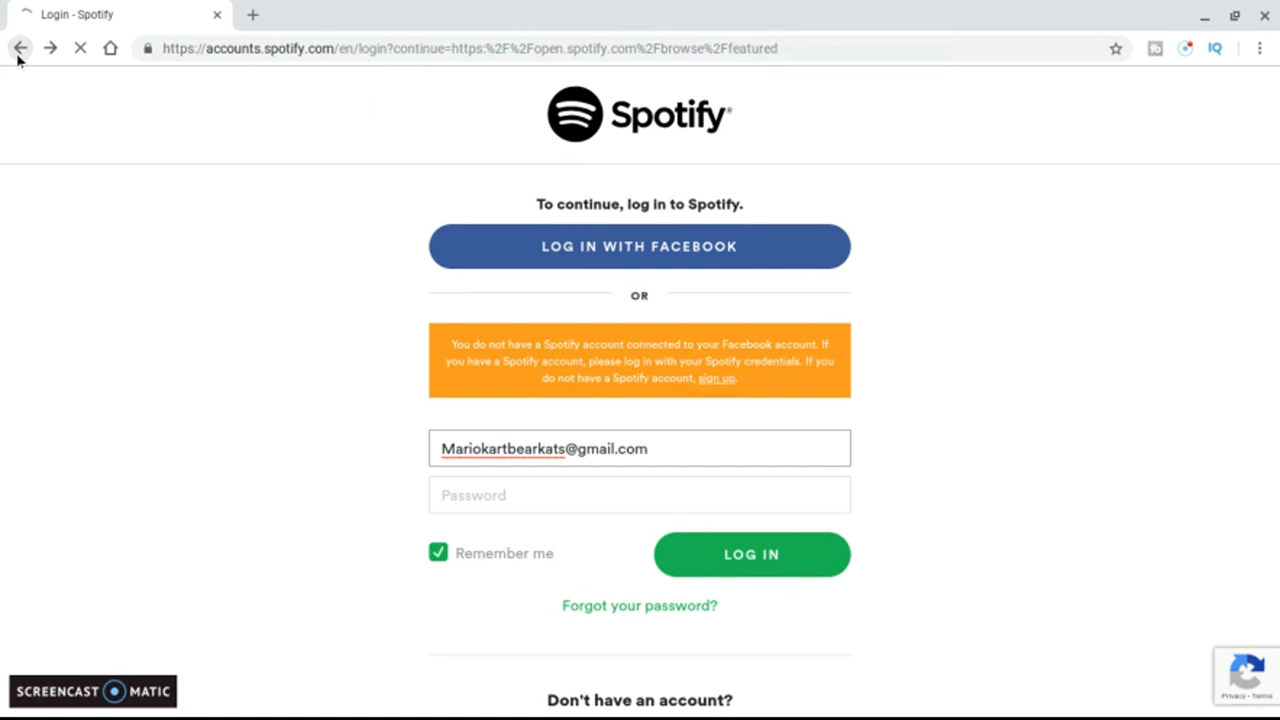 Login - Spotify
https://accounts.spotify.com/en/login?continue=https:%2F%2Fopen.spotify.com%2Fbrowse%2Ffeatured
IQ
Spotify®
To continue, log in to Spotify.
LOG IN WITH FACEBOOK
OR
You do not have a Spotify account connected to your Facebook account. If
you have a Spotify account, please log in with your Spotify credentials. If you
do not have a Spotify account, sign up.
Mariokartbearkats@gmail.com
Password
Remember me
LOG IN
Forgot your password?
Don't have an account?
SCREENCAST MATIC
Privacy - Terms